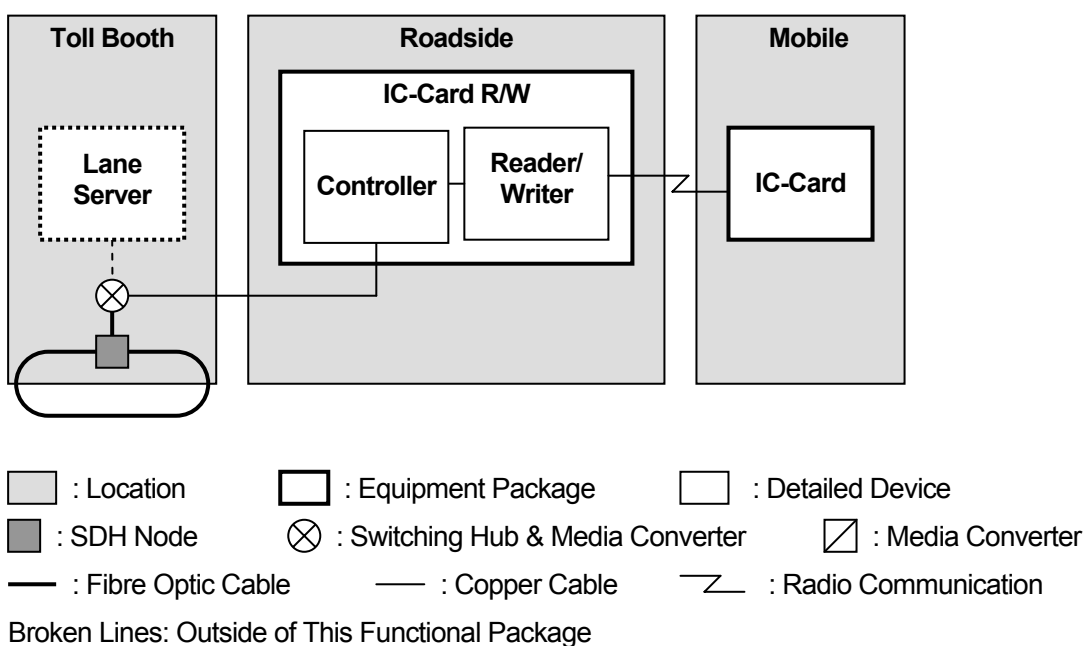 Toll Booth
Roadside
Mobile
IC-Card R/W
Lane
Server
Controller
Reader/
Writer
IC-Card
: Location
: Equipment Package
: Detailed Device
: SDH Node
: Switching Hub & Media Converter
: Media Converter
: Fibre Optic Cable
: Copper Cable
: Radio Communication
Broken Lines: Outside of This Functional Package